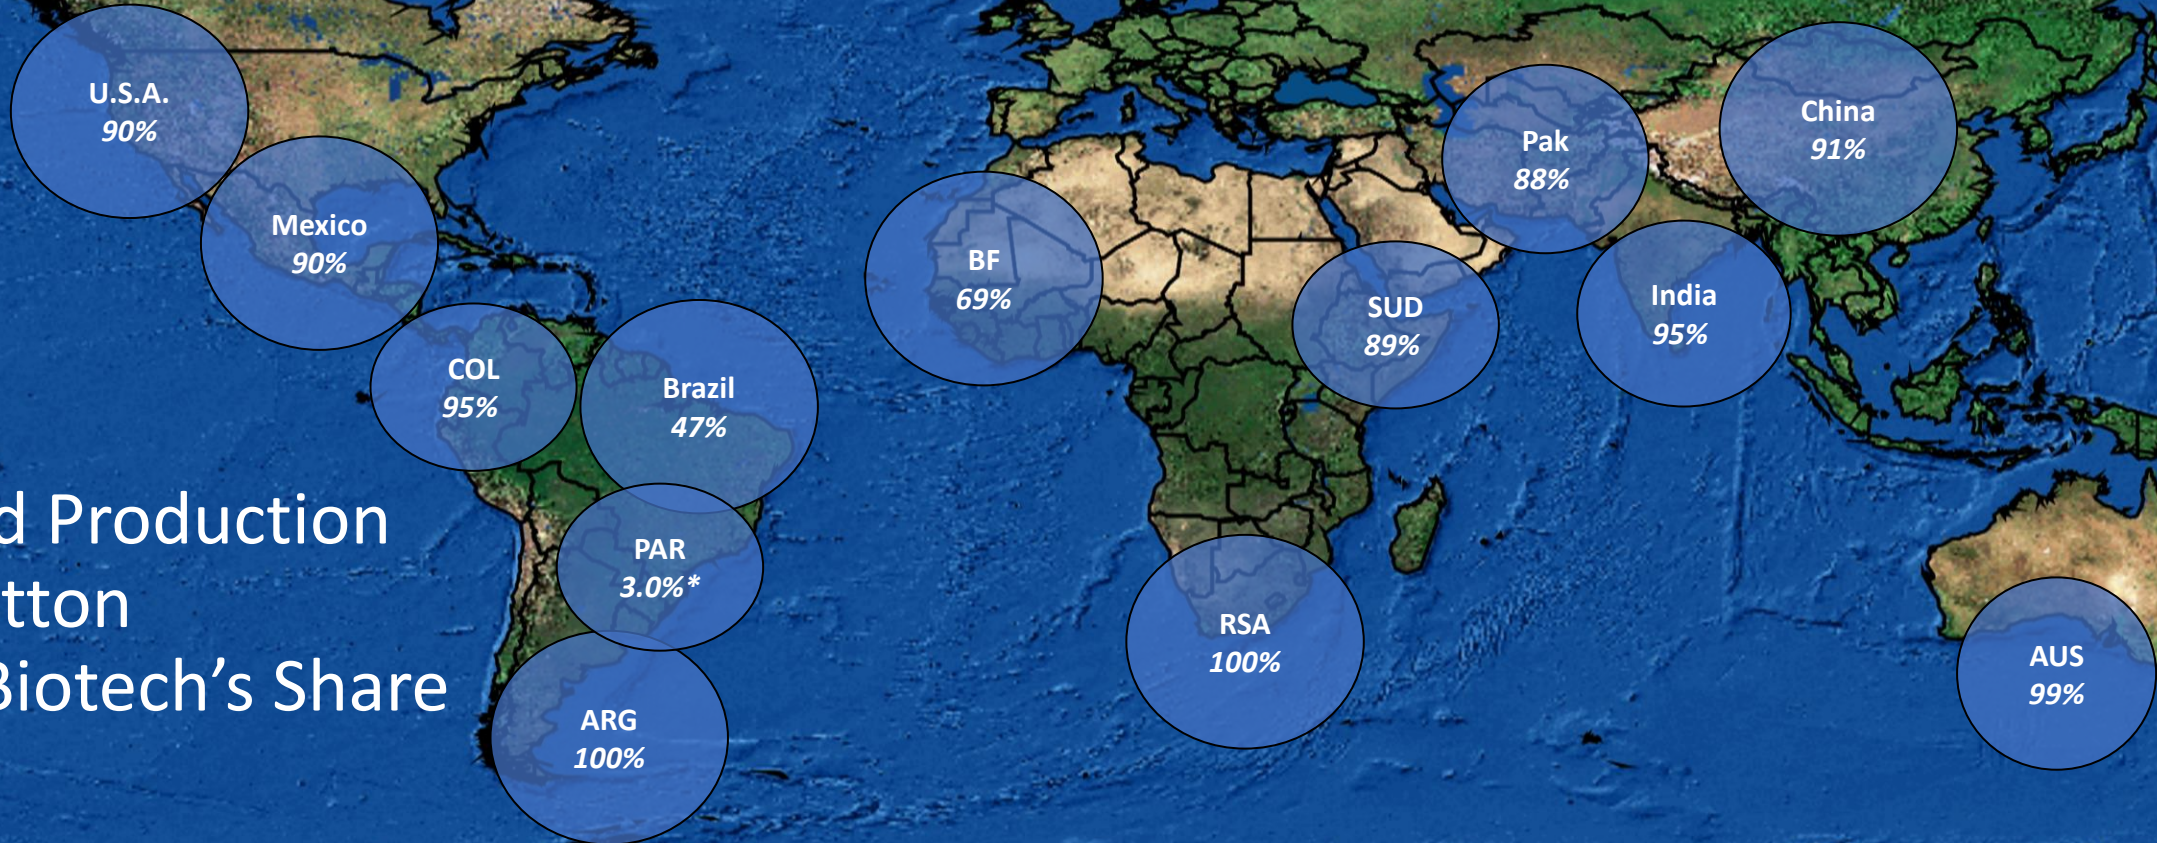 U.S.A.
90%
Mexico
90%
COL
95%
Brazil
47%
PAR
3.0%*
ARG
100%
BF
69%
SUD
89%
RSA
100%
Pak
88%
India
95%
China
91%
AUS
99%
d Production
tton
Biotech’s Share